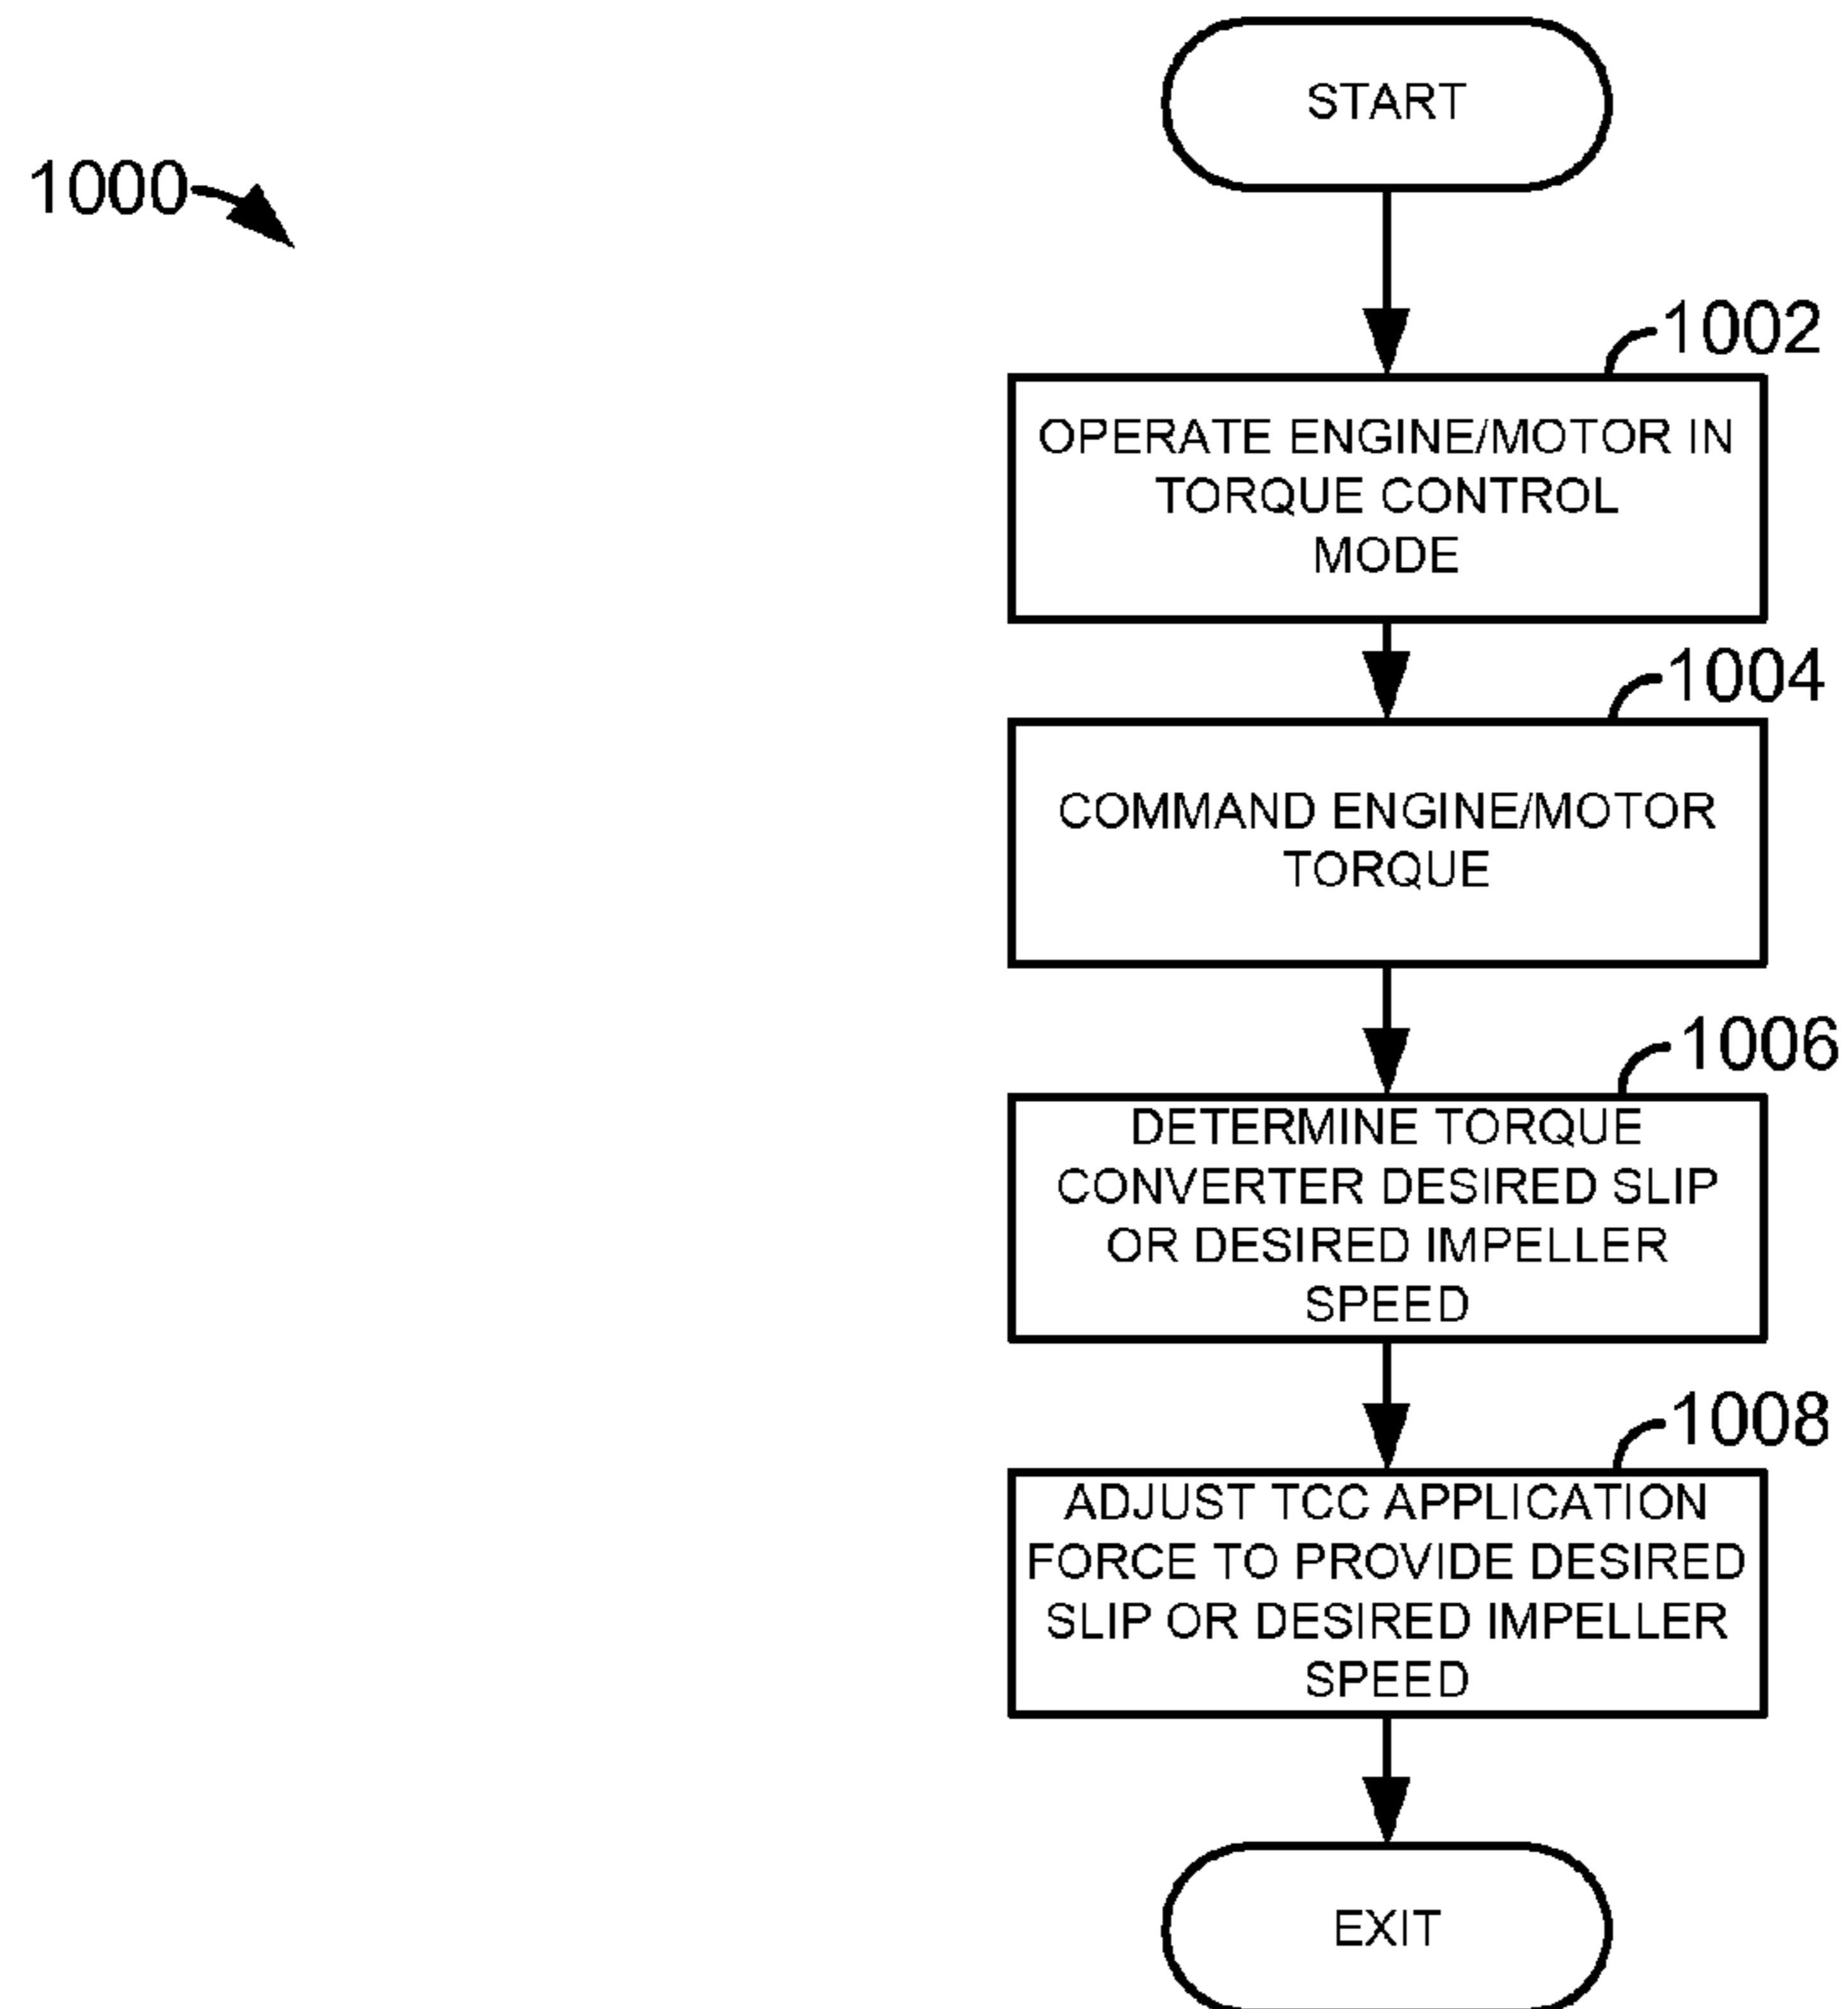 START
1000
1002
OPERATE ENGINE/MOTOR IN
TORQUE CONTROL
MODE
1004
COMMAND ENGINE/MOTOR
TORQUE
1006
DETERMINE TORQUE
CONVERTER DESIRED SLIP
OR DESIRED IMPELLER
SPEED
1008
ADJUST TCC APPLICATION
FORCE TO PROVIDE DESIRED
SLIP OR DESIRED IMPELLER
SPEED
EXIT